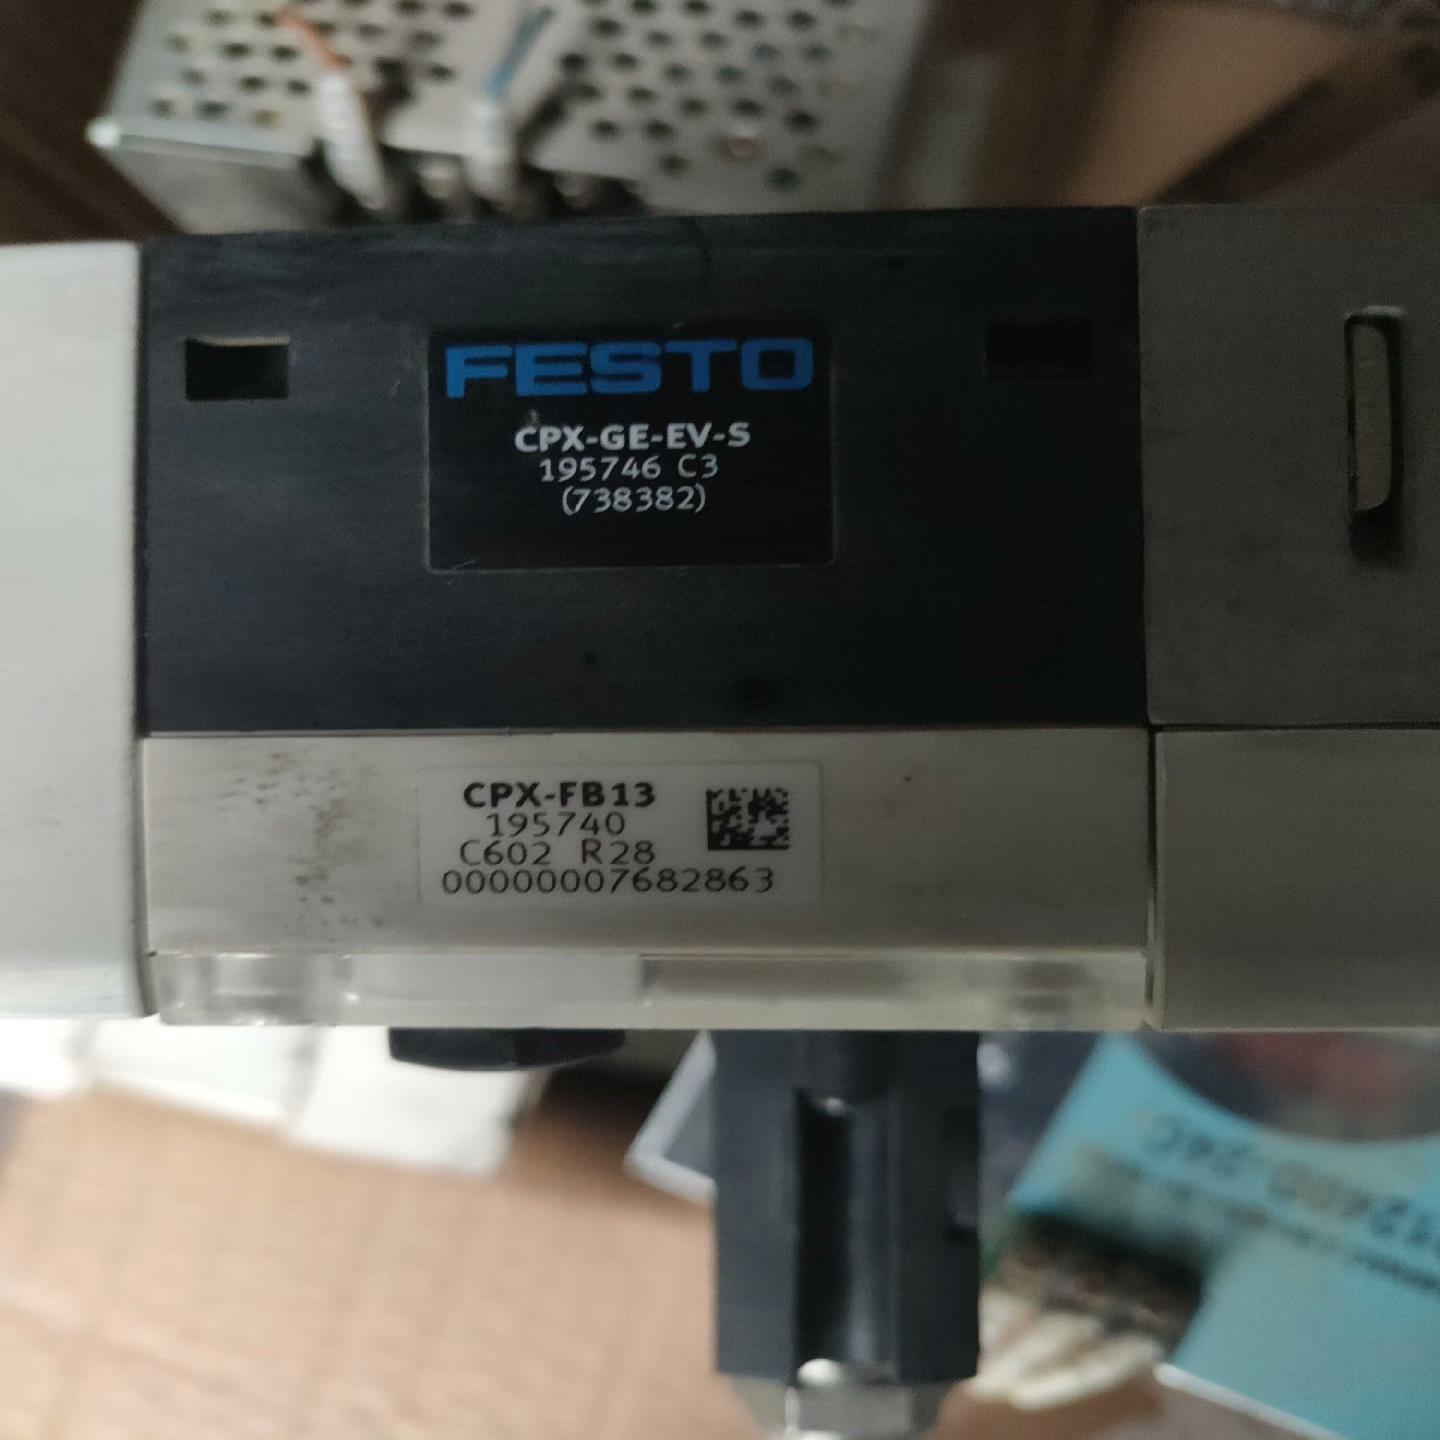 FESTO
CPX-GE-EV-S
195746 C3
(738382)
CPX-FB13
195740
C602 R28
00000007682863